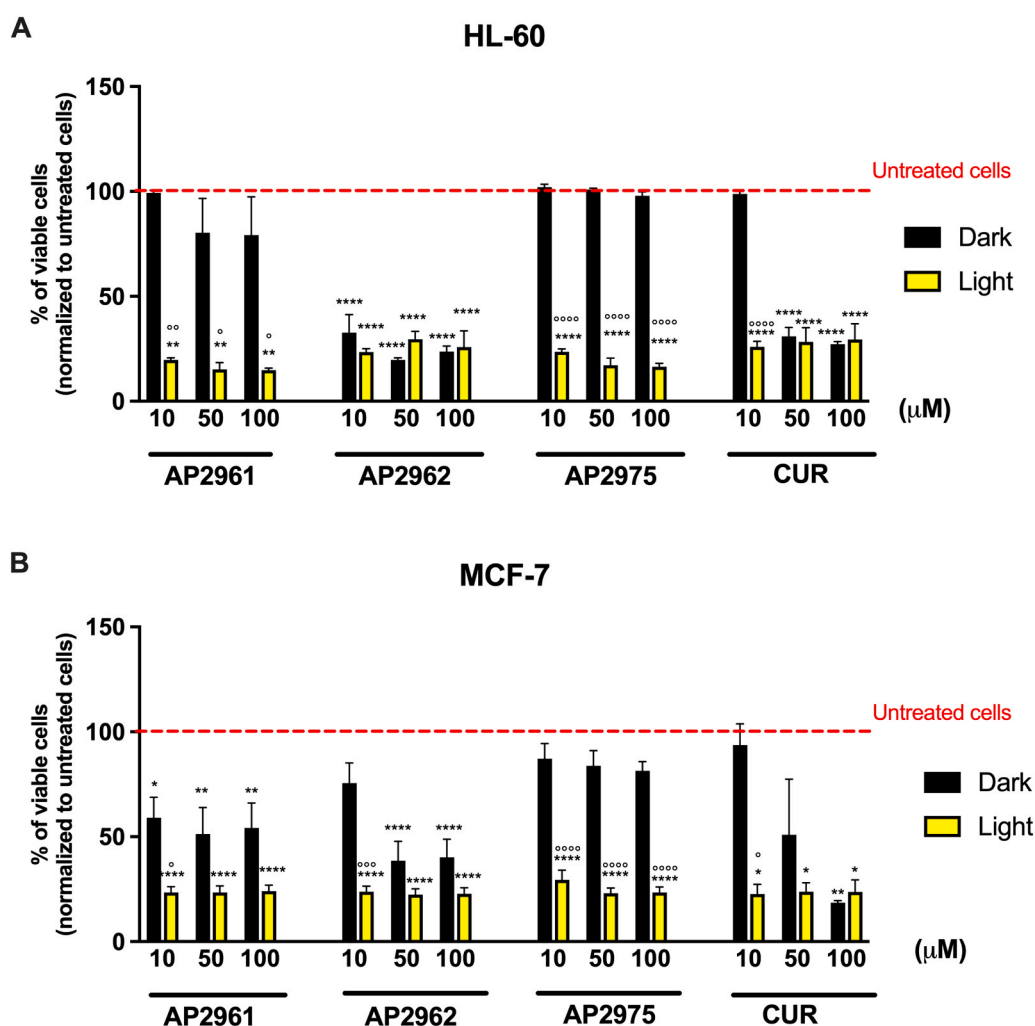 A
HL-60
% of viable cells
(normalized to untreated cells)
150
100
50
0
Untreated cells
Dark
Light
°° ** ° ** ° **
**** **** **** **** **** ****
°°°° **** °°°° **** °°°° ****
°°°° **** **** **** **** ****
10 50 100 10 50 100 10 50 100 10 50 100 (μM)
AP2961 AP2962 AP2975 CUR
B
MCF-7
% of viable cells
(normalized to untreated cells)
150
100
50
0
Untreated cells
Dark
Light
* ° **** ** **** ** ****
°°° **** **** **** **** ****
°°°° **** °°°° **** °°°° ****
° * * ** *
10 50 100 10 50 100 10 50 100 10 50 100 (μM)
AP2961 AP2962 AP2975 CUR